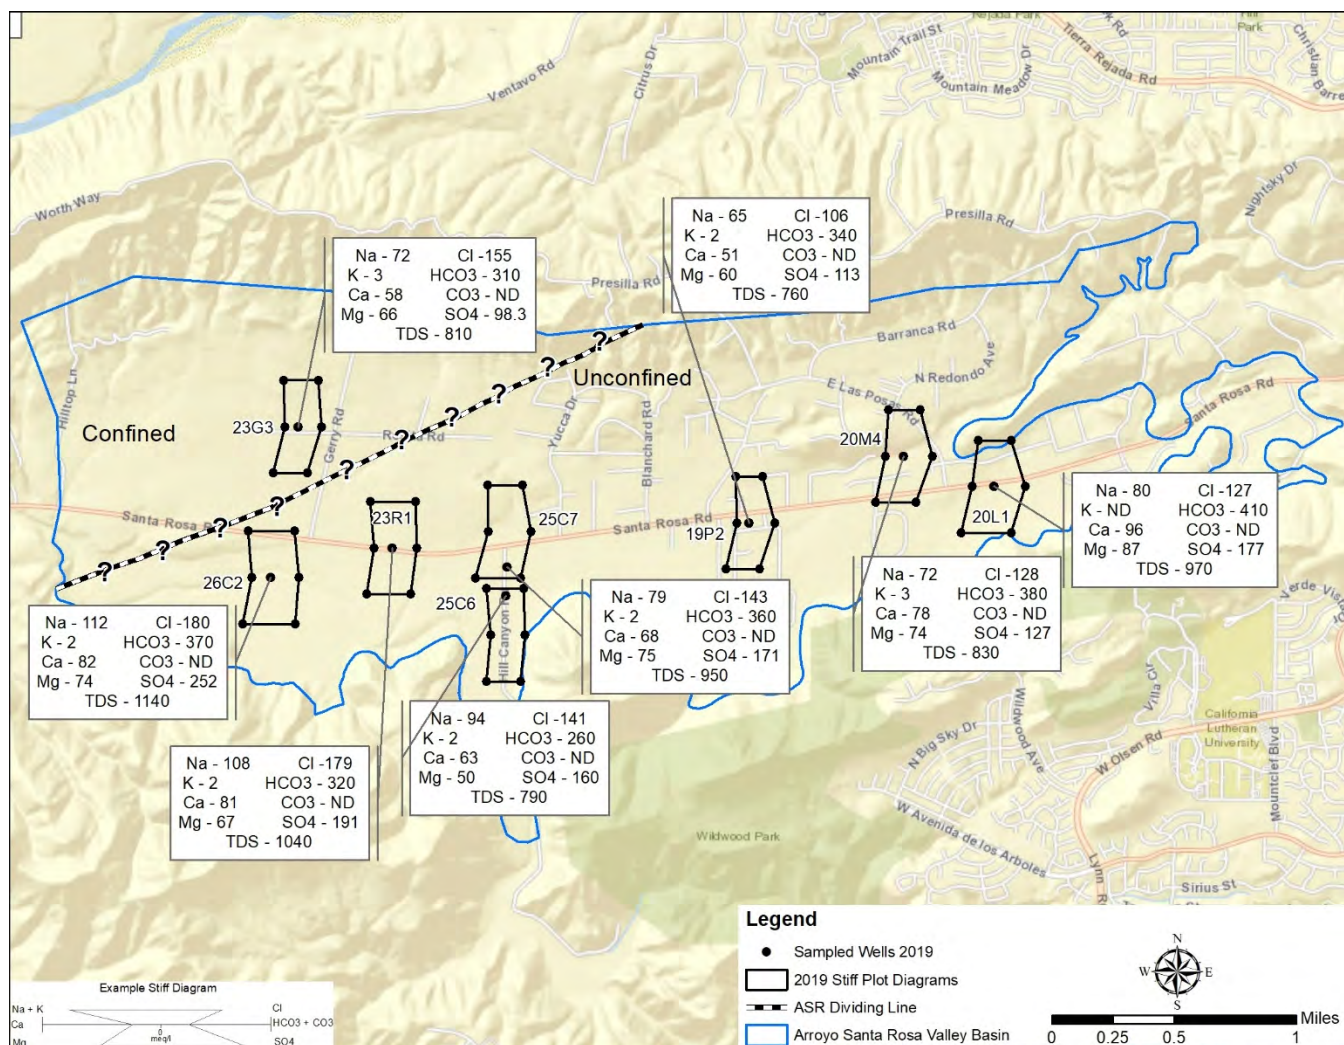 Rejada Park
Park
Mountain Trail St
Mountain Meadow Dr
Tierra Rejada Rd
Christian Barre
Ventavo Rd
Citrus Dr
Worth Way
Nightsky Dr
Presilla Rd
Na - 65 Cl -106
K - 2 HCO3 - 340
Ca - 51 CO3 - ND
Mg - 60 SO4 - 113
TDS - 760
Na - 72 Cl -155
K - 3 HCO3 - 310
Ca - 58 CO3 - ND
Mg - 66 SO4 - 98.3
TDS - 810
Presilla Rd
Barranca Rd
N Redondo Ave
E Las Posas Rd
Santa Rosa Rd
Hilltop Ln
Confined
Unconfined
? ? ? ? ? ? ? ? ? ? ?
23G3
Gerry Rd
Yucca Dr
Blanchard Rd
20M4
Santa Rosa Rd
23R1
25C7
Santa Rosa Rd
19P2
20L1
26C2
25C6
Hill Canyon R
Na - 80 Cl -127
K - ND HCO3 - 410
Ca - 96 CO3 - ND
Mg - 87 SO4 - 177
TDS - 970
Na - 72 Cl -128
K - 3 HCO3 - 380
Ca - 78 CO3 - ND
Mg - 74 SO4 - 127
TDS - 830
Na - 79 Cl -143
K - 2 HCO3 - 360
Ca - 68 CO3 - ND
Mg - 75 SO4 - 171
TDS - 950
Na - 112 Cl -180
K - 2 HCO3 - 370
Ca - 82 CO3 - ND
Mg - 74 SO4 - 252
TDS - 1140
Na - 94 Cl -141
K - 2 HCO3 - 260
Ca - 63 CO3 - ND
Mg - 50 SO4 - 160
TDS - 790
Na - 108 Cl -179
K - 2 HCO3 - 320
Ca - 81 CO3 - ND
Mg - 67 SO4 - 191
TDS - 1040
Verde Vis
Villa Cir
California
Lutheran
University
Mountclef Blvd
W Olsen Rd
Wildwood Ave
N Big Sky Dr
W Avenida de los Arboles
Wildwood Park
Lynn R
Sirius St
Legend
Sampled Wells 2019
2019 Stiff Plot Diagrams
ASR Dividing Line
Arroyo Santa Rosa Valley Basin
N
W E
S
Miles
0 0.25 0.5 1
Example Stiff Diagram
Na + K Cl
Ca HCO3 + CO3
0
meq/l
Mg SO4